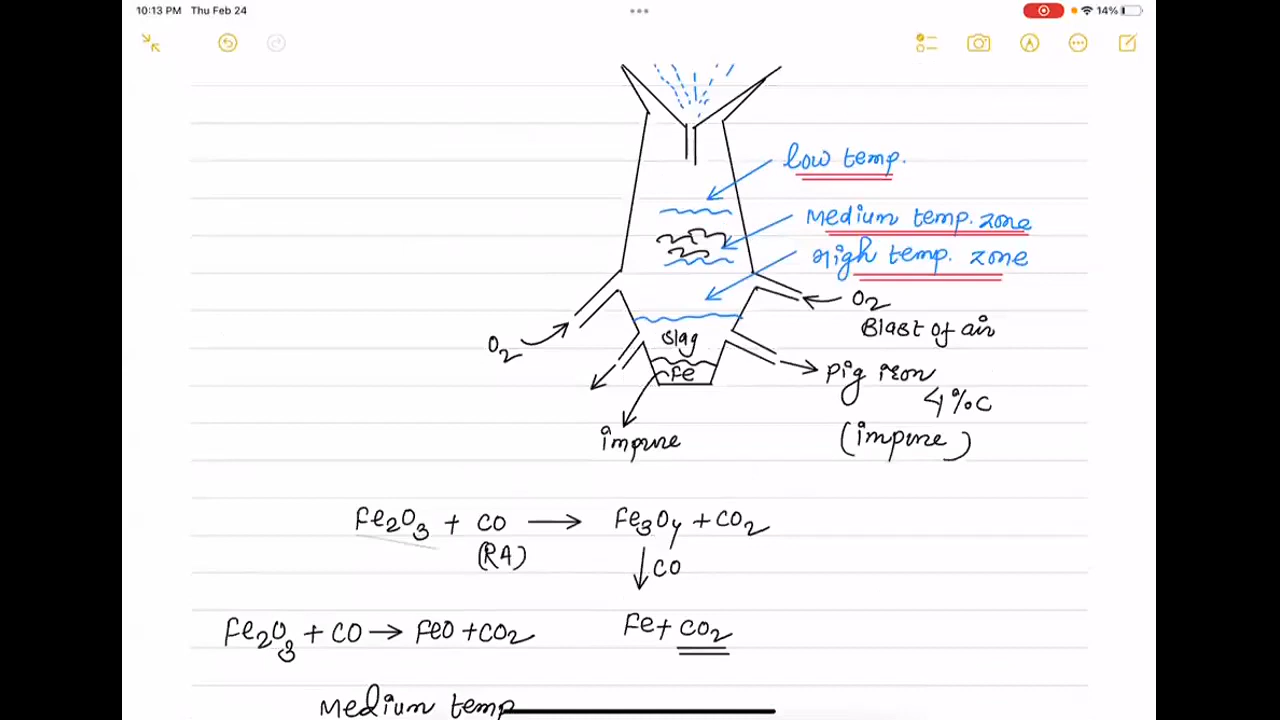 10:13 PM Thu Feb 24
14%
low temp.
Medium temp. zone
High temp. zone
O2
Blast of air
O2
Slag
Fe
Pig iron
4%C
impure
(impure)
Fe2O3 + CO → Fe3O4 + CO2
(RA)
↓ CO
Fe2O3 + CO → FeO + CO2
Fe + CO2
Medium temp